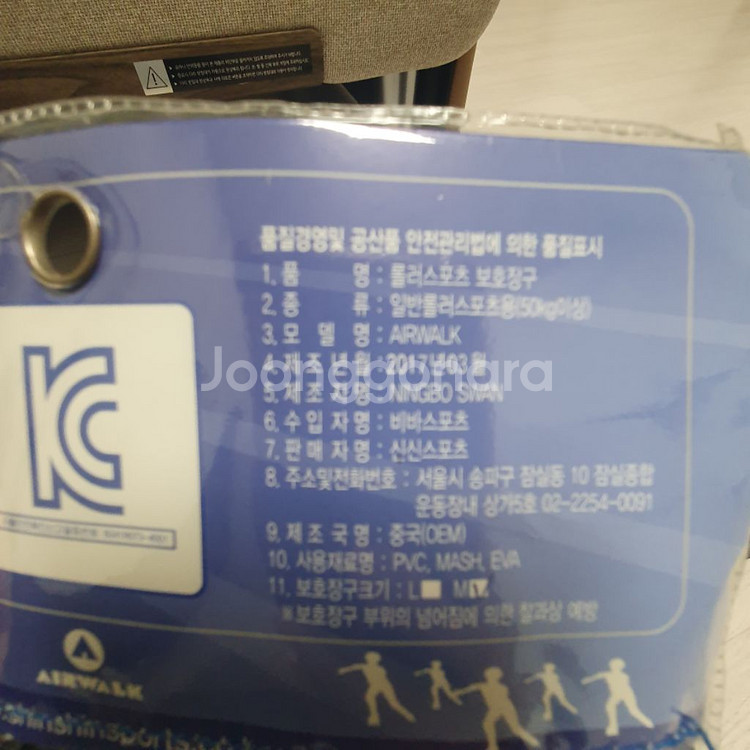 품질경영및 공산품 안전관리법에 의한 품질표시
1. 품 명 : 롤러스포츠 보호장구
2. 종 류 : 일반롤러스포츠용(50kg이상)
3. 모 델 명 : AIRWALK
4. 제조년월 : 2017년03월
5. 제 조 자 명 : NINGBO SWAN
6. 수 입 자 명 : 비바스포츠
7. 판 매 자 명 : 신신스포츠
8. 주소및전화번호 : 서울시 송파구 잠실동 10 잠실종합
운동장내 상가5호 02-2254-0091
9. 제 조 국 명 : 중국(OEM)
10. 사용재료명 : PVC, MASH, EVA
11. 보호장구크기 : L M
※ 보호장구 부위의 넘어짐에 의한 찰과상 예방
Joonggonara
KC
AIRWALK